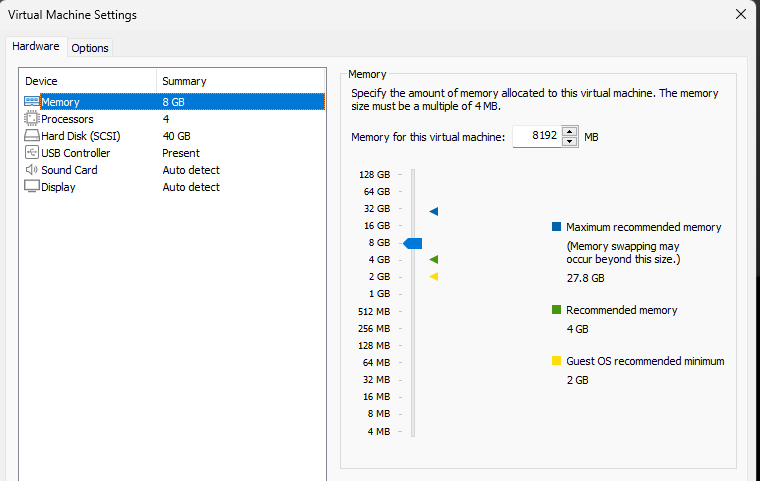 Virtual Machine Settings
Hardware
Options
Device Summary
Memory 8 GB
Processors 4
Hard Disk (SCSI) 40 GB
USB Controller Present
Sound Card Auto detect
Display Auto detect
Memory
Specify the amount of memory allocated to this virtual machine. The memory
size must be a multiple of 4 MB.
Memory for this virtual machine: 8192 MB
128 GB
64 GB
32 GB
16 GB
8 GB
4 GB
2 GB
1 GB
512 MB
256 MB
128 MB
64 MB
32 MB
16 MB
8 MB
4 MB
Maximum recommended memory
(Memory swapping may
occur beyond this size.)
27.8 GB
Recommended memory
4 GB
Guest OS recommended minimum
2 GB